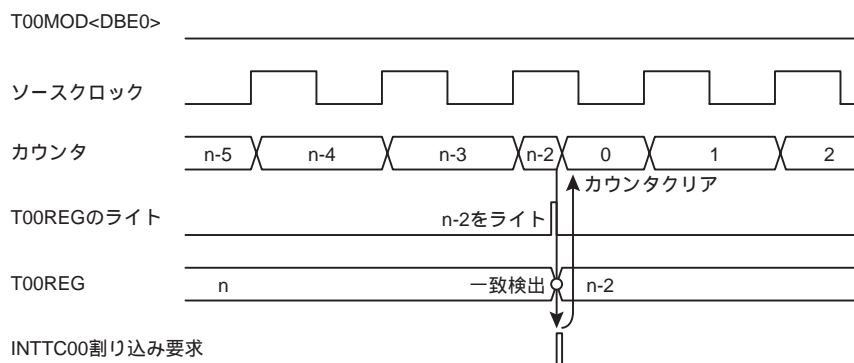 T00MOD<DBE0>
ソースクロック
カウンタ n-5 n-4 n-3 n-2 0 1 2
カウンタクリア
T00REGのライト n-2をライト
T00REG n 一致検出 n-2
INTTC00割り込み要求